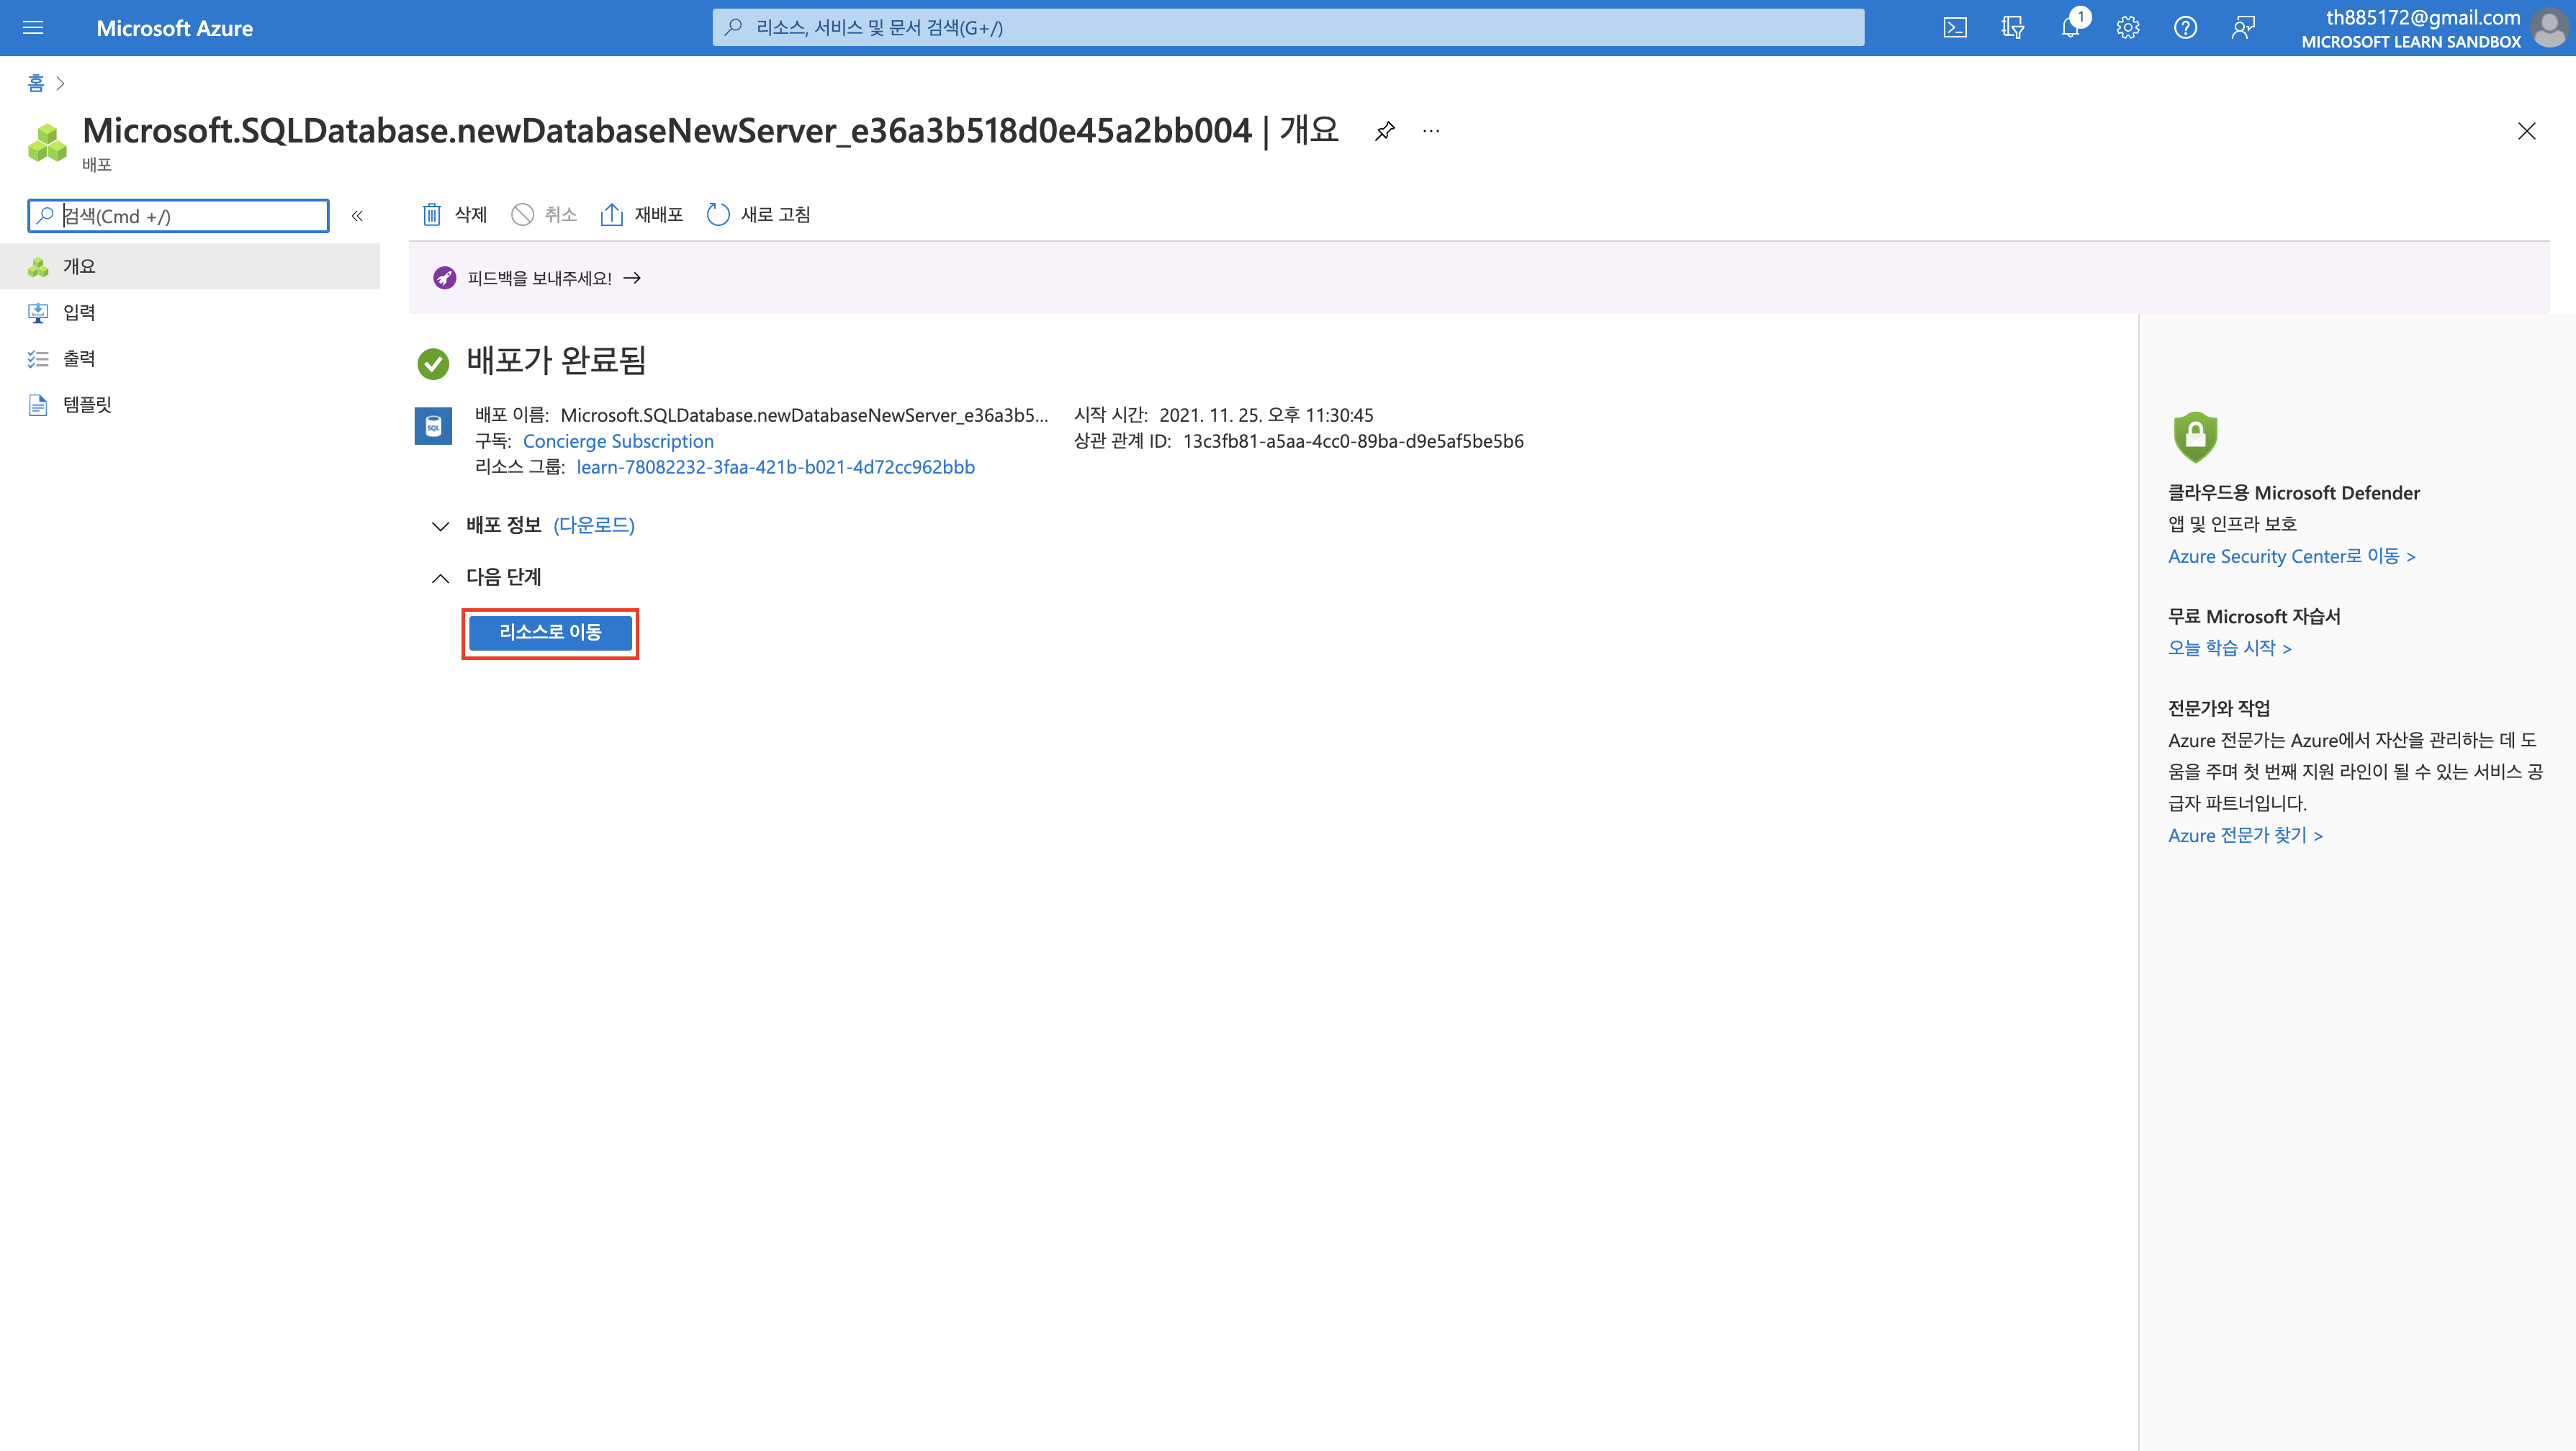 Microsoft Azure
리소스, 서비스 및 문서 검색(G+/)
1
th885172@gmail.com
MICROSOFT LEARN SANDBOX
홈
Microsoft.SQLDatabase.newDatabaseNewServer_e36a3b518d0e45a2bb004 | 개요
배포
검색(Cmd +/)
개요
입력
출력
템플릿
삭제 취소 재배포 새로 고침
피드백을 보내주세요! →
배포가 완료됨
SQL
배포 이름: Microsoft.SQLDatabase.newDatabaseNewServer_e36a3b5...
구독: Concierge Subscription
리소스 그룹: learn-78082232-3faa-421b-b021-4d72cc962bbb
시작 시간: 2021. 11. 25. 오후 11:30:45
상관 관계 ID: 13c3fb81-a5aa-4cc0-89ba-d9e5af5be5b6
배포 정보 (다운로드)
다음 단계
리소스로 이동
클라우드용 Microsoft Defender
앱 및 인프라 보호
Azure Security Center로 이동 >
무료 Microsoft 자습서
오늘 학습 시작 >
전문가와 작업
Azure 전문가는 Azure에서 자산을 관리하는 데 도
움을 주며 첫 번째 지원 라인이 될 수 있는 서비스 공
급자 파트너입니다.
Azure 전문가 찾기 >